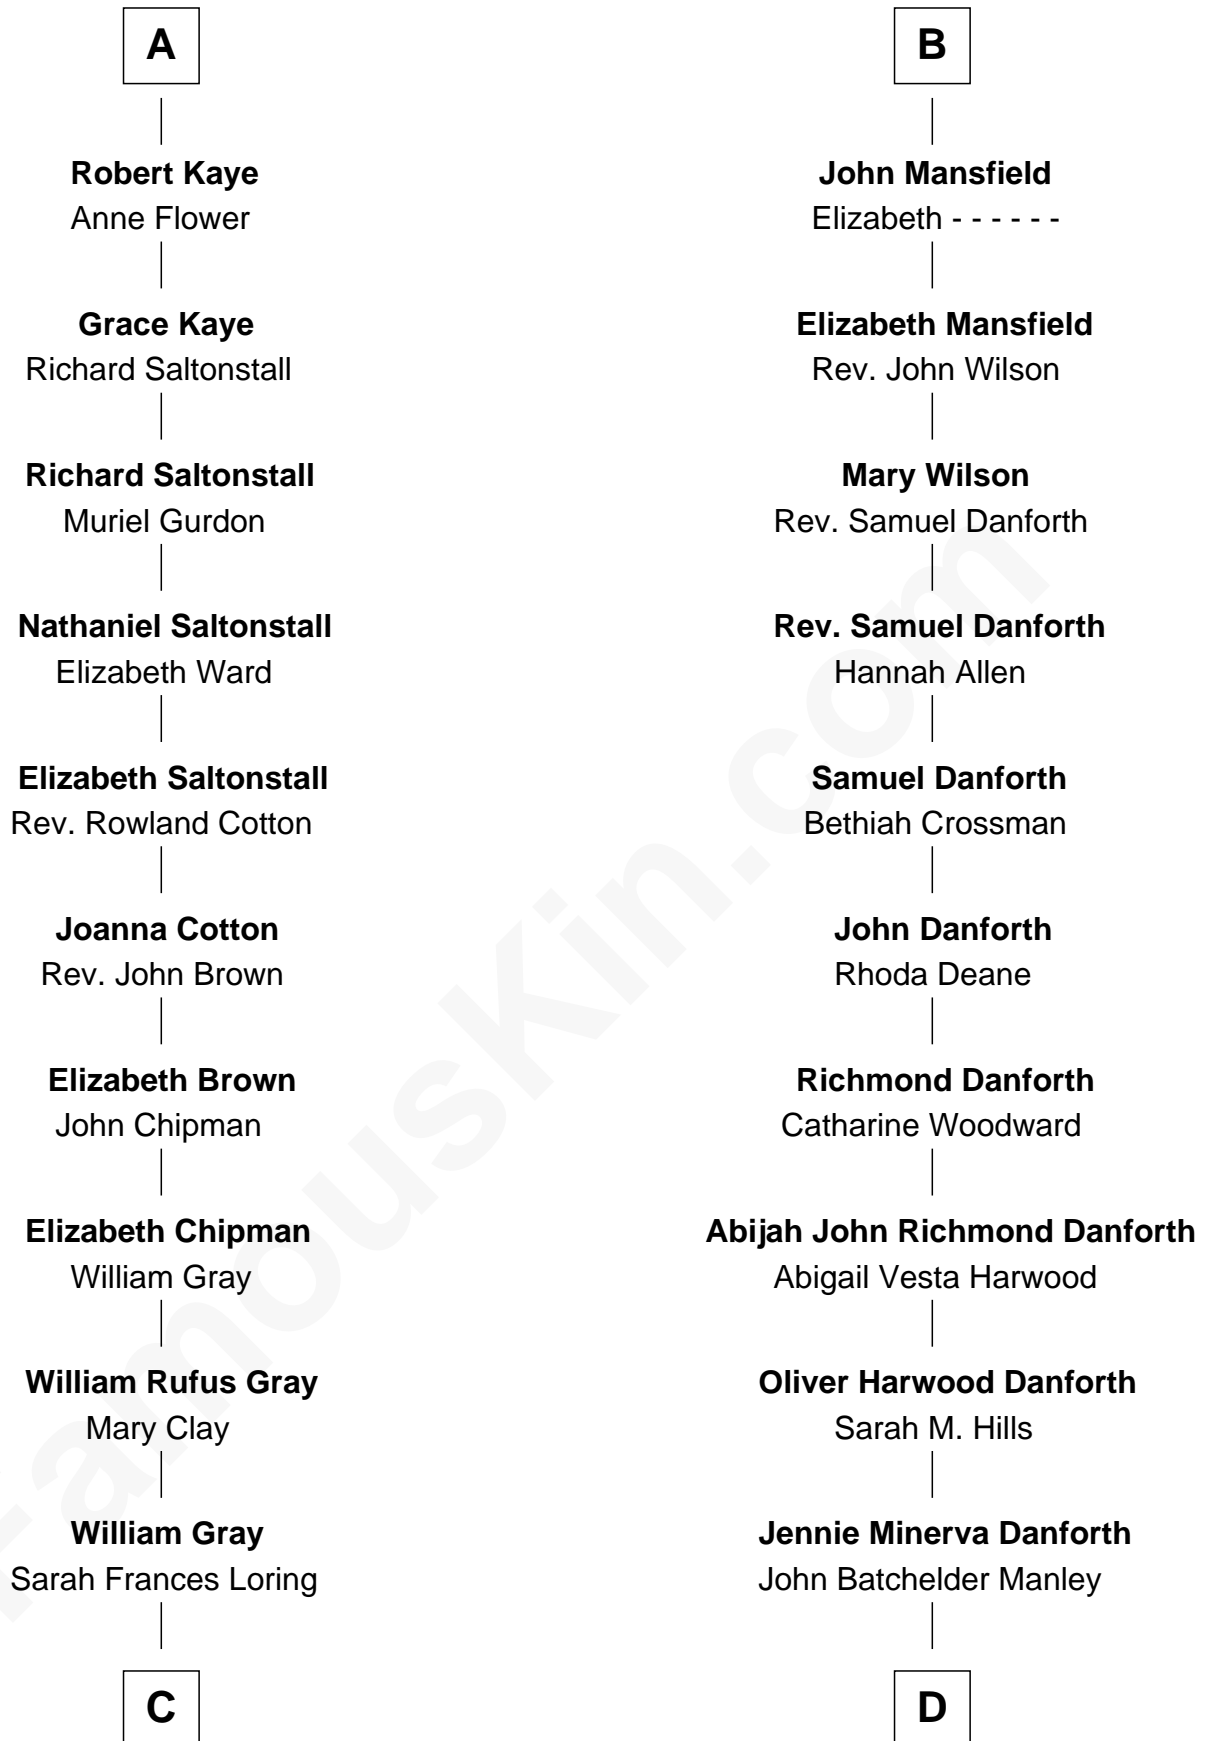 A
Robert Kaye
Anne Flower
Grace Kaye
Richard Saltonstall
Richard Saltonstall
Muriel Gurdon
Nathaniel Saltonstall
Elizabeth Ward
Elizabeth Saltonstall
Rev. Rowland Cotton
Joanna Cotton
Rev. John Brown
Elizabeth Brown
John Chipman
Elizabeth Chipman
William Gray
William Rufus Gray
Mary Clay
William Gray
Sarah Frances Loring
C
B
John Mansfield
Elizabeth - - - - - -
Elizabeth Mansfield
Rev. John Wilson
Mary Wilson
Rev. Samuel Danforth
Rev. Samuel Danforth
Hannah Allen
Samuel Danforth
Bethiah Crossman
John Danforth
Rhoda Deane
Richmond Danforth
Catharine Woodward
Abijah John Richmond Danforth
Abigail Vesta Harwood
Oliver Harwood Danforth
Sarah M. Hills
Jennie Minerva Danforth
John Batchelder Manley
D
FamousKin.com